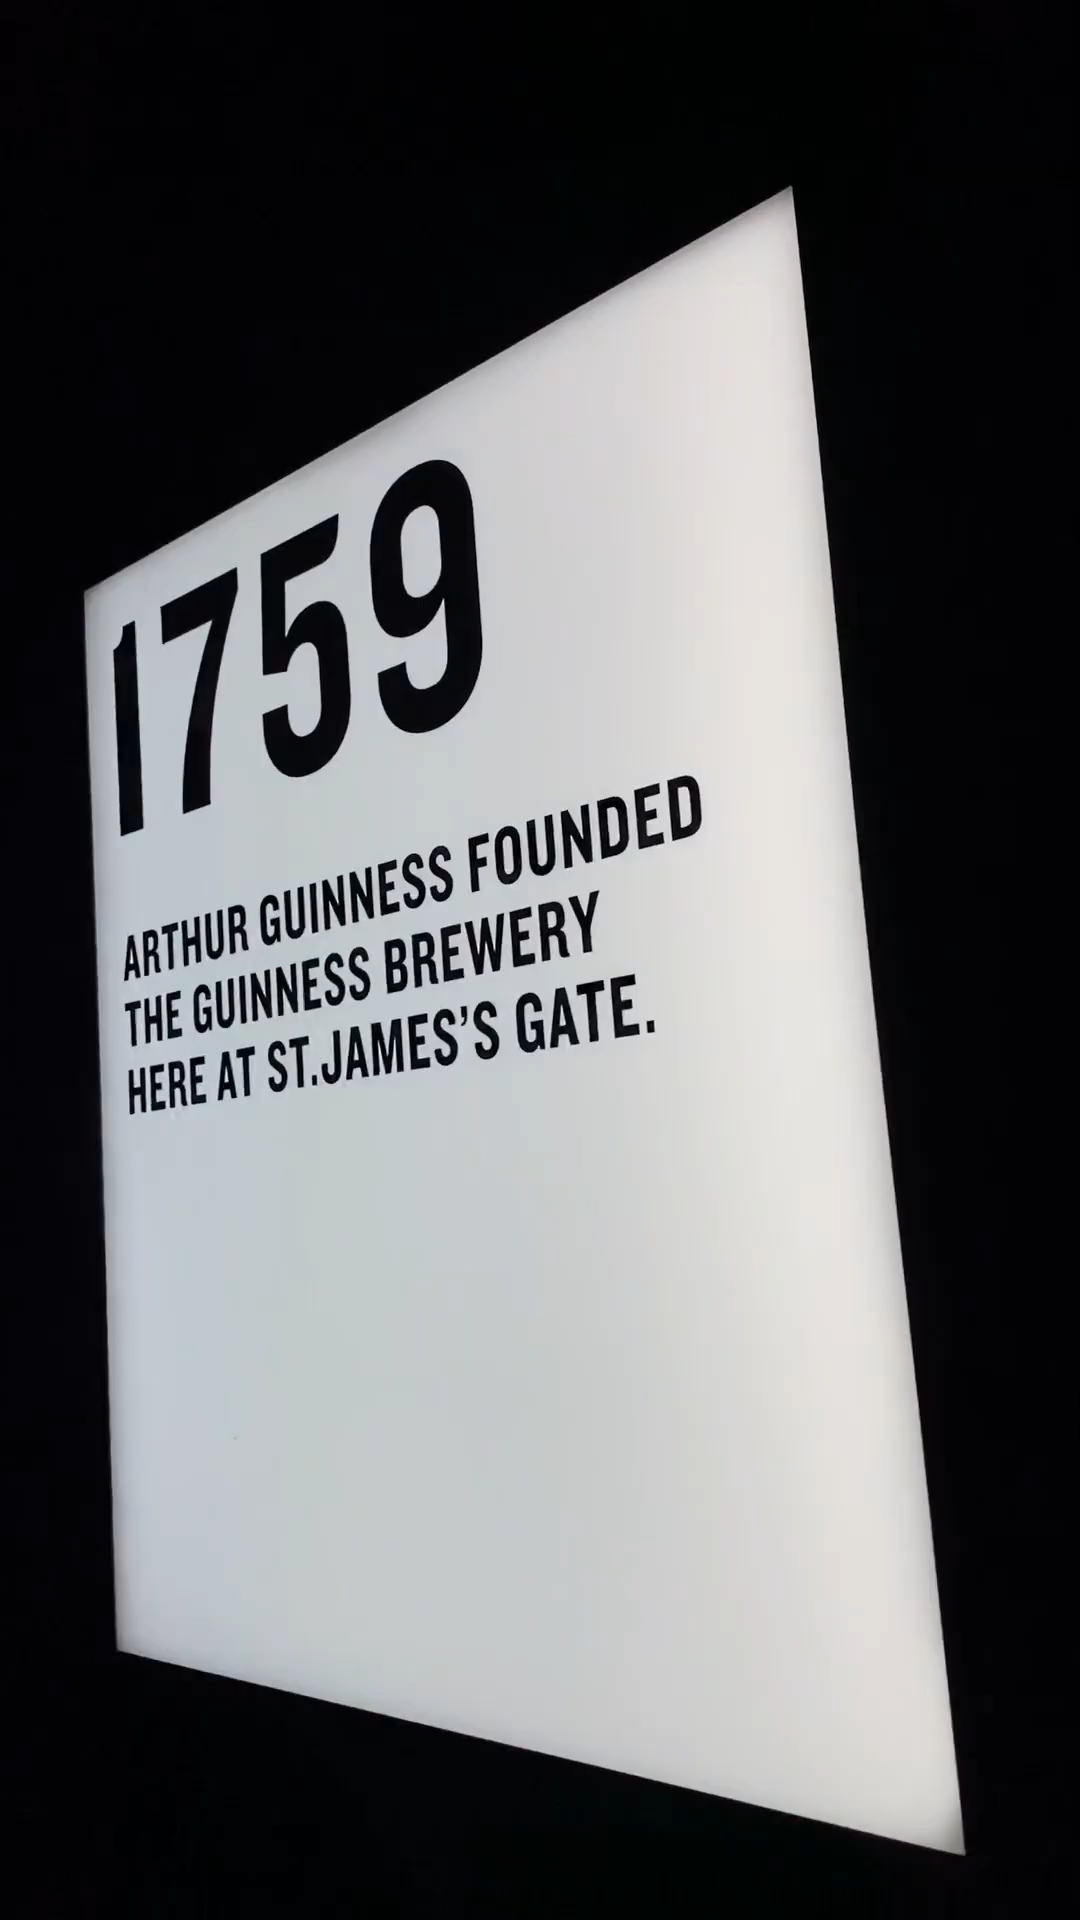 1759
ARTHUR GUINNESS FOUNDED
THE GUINNESS BREWERY
HERE AT ST.JAMES’S GATE.